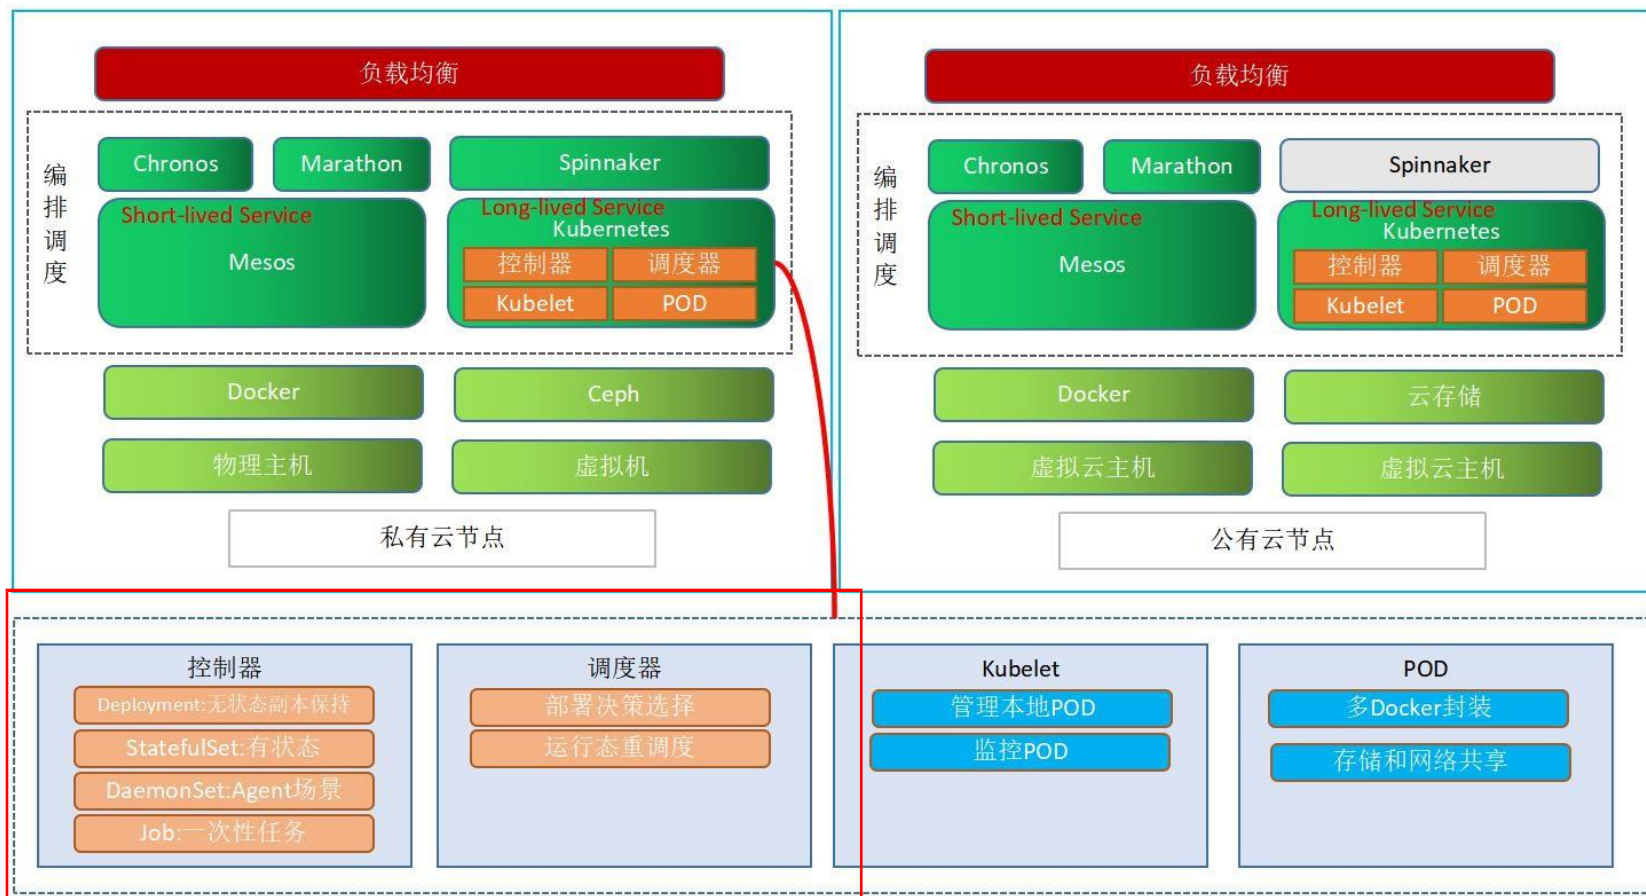 负载均衡
编排调度
Chronos
Marathon
Spinnaker
Short-lived Service
Mesos
Long-lived Service
Kubernetes
控制器
调度器
Kubelet
POD
Docker
Ceph
物理主机
虚拟机
私有云节点
负载均衡
编排调度
Chronos
Marathon
Spinnaker
Short-lived Service
Mesos
Long-lived Service
Kubernetes
控制器
调度器
Kubelet
POD
Docker
云存储
虚拟云主机
虚拟云主机
公有云节点
控制器
Deployment:无状态副本保持
StatefulSet:有状态
DaemonSet:Agent场景
Job:一次性任务
调度器
部署决策选择
运行态重调度
Kubelet
管理本地POD
监控POD
POD
多Docker封装
存储和网络共享